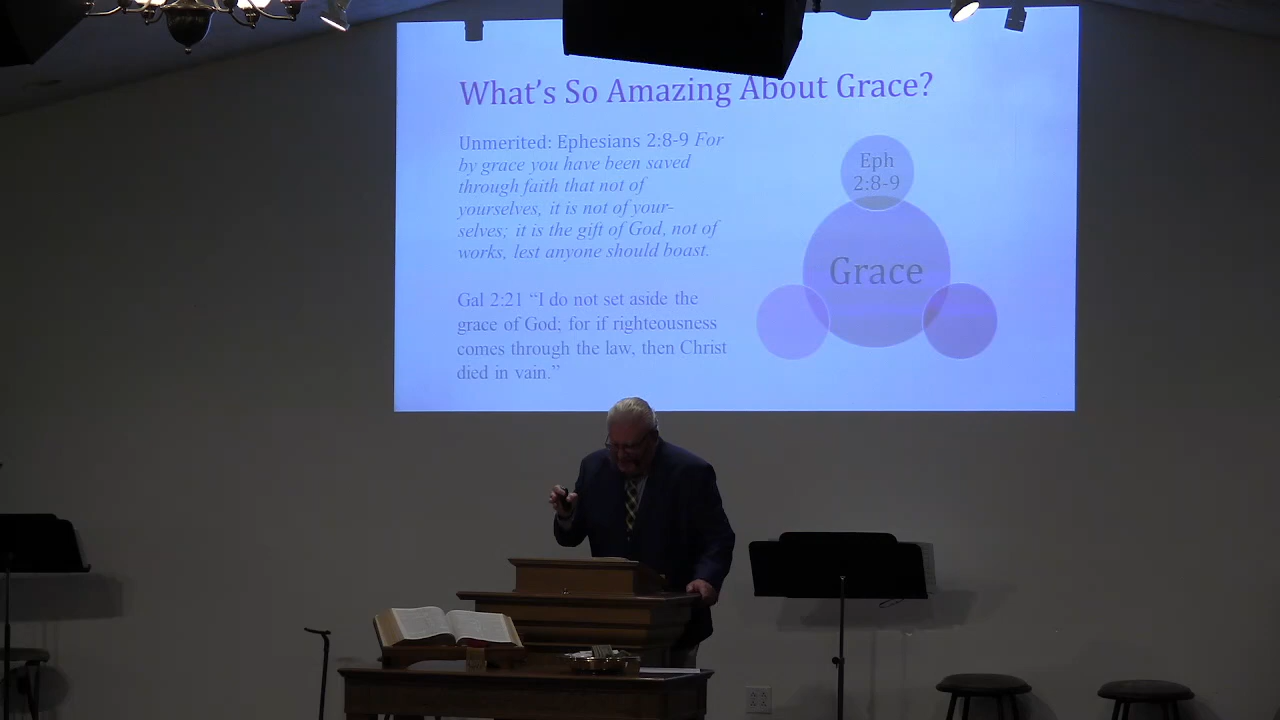 What's So Amazing About Grace?
Unmerited: Ephesians 2:8-9 For
by grace you have been saved
through faith that not of
yourselves, it is not of your-
selves; it is the gift of God, not of
works, lest anyone should boast.
Gal 2:21 “I do not set aside the
grace of God; for if righteousness
comes through the law, then Christ
died in vain.”
Eph
2:8-9
Grace